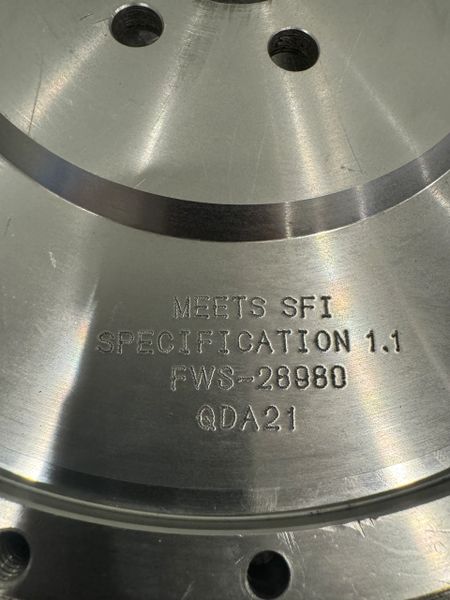 MEETS SFI
SPECIFICATION 1.1
FWS-28980
QDA21